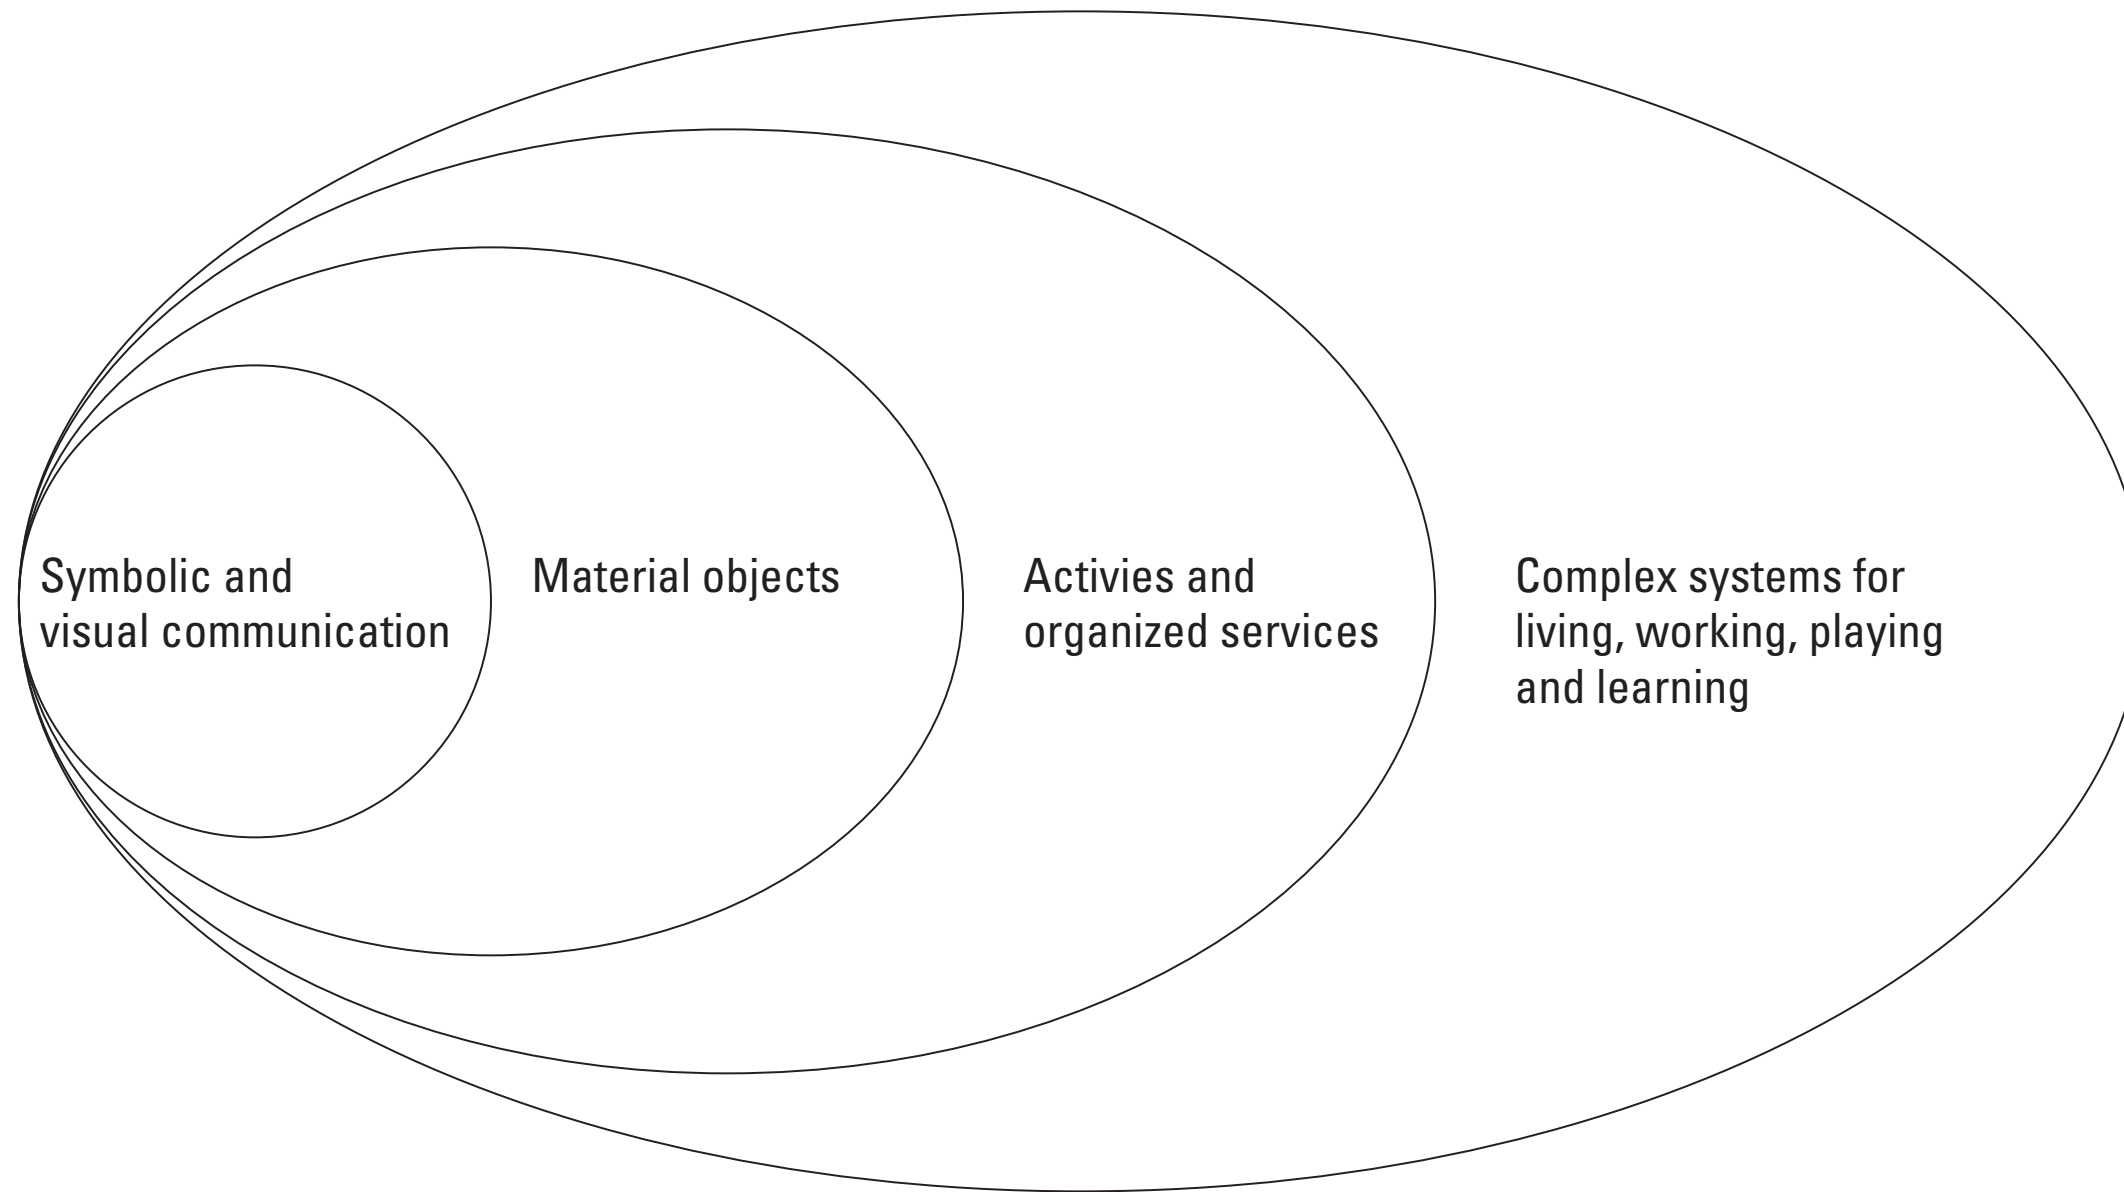 Symbolic and
visual communication
Material objects
Activies and
organized services
Complex systems for
living, working, playing
and learning